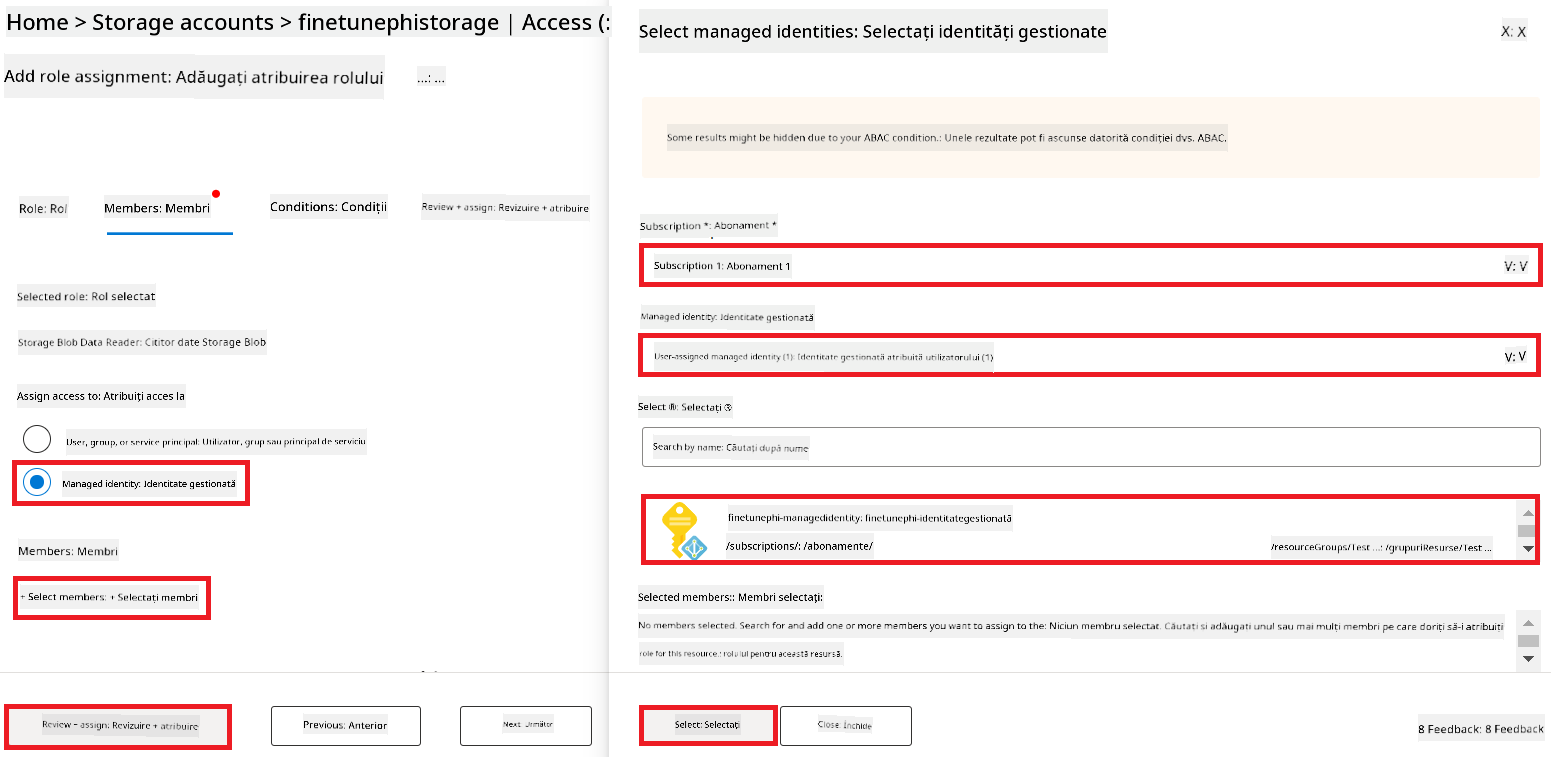 Home > Storage accounts > finetunephistorage | Access (:
Add role assignment: Adăugați atribuirea rolului
...: ...
Role: Rol
Members: Membri
Conditions: Condiții
Review + assign: Revizuire + atribuire
Selected role: Rol selectat
Storage Blob Data Reader: Cititor date Storage Blob
Assign access to: Atribuiți acces la
User, group, or service principal: Utilizator, grup sau principal de serviciu
Managed identity: Identitate gestionată
Members: Membri
+ Select members: + Selectați membri
Review + assign: Revizuire + atribuire
Previous: Anterior
Next: Următor
Select managed identities: Selectați identități gestionate
X: X
Some results might be hidden due to your ABAC condition.: Unele rezultate pot fi ascunse datorită condiției dvs. ABAC.
Subscription *: Abonament *
Subscription 1: Abonament 1
V: V
Managed identity: Identitate gestionată
User-assigned managed identity (1): Identitate gestionată atribuită utilizatorului (1)
V: V
Select ®: Selectați ®
Search by name: Căutați după nume
finetunephi-managedidentity: finetunephi-identitategestionată
/subscriptions/: /abonamente/
/resourceGroups/Test ...: /grupuriResurse/Test ...
Selected members:: Membri selectați:
No members selected. Search for and add one or more members you want to assign to the: Niciun membru selectat. Căutați și adăugați unul sau mai mulți membri pe care doriți să-i atribuiți
role for this resource.: rolului pentru această resursă.
Select: Selectați
Close: Închide
8 Feedback: 8 Feedback